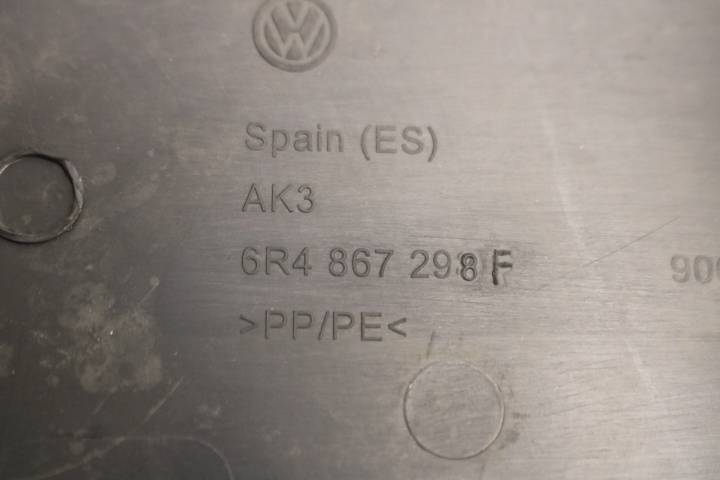 Spain (ES)
AK3
6R4 867 298 F
>PP/PE<